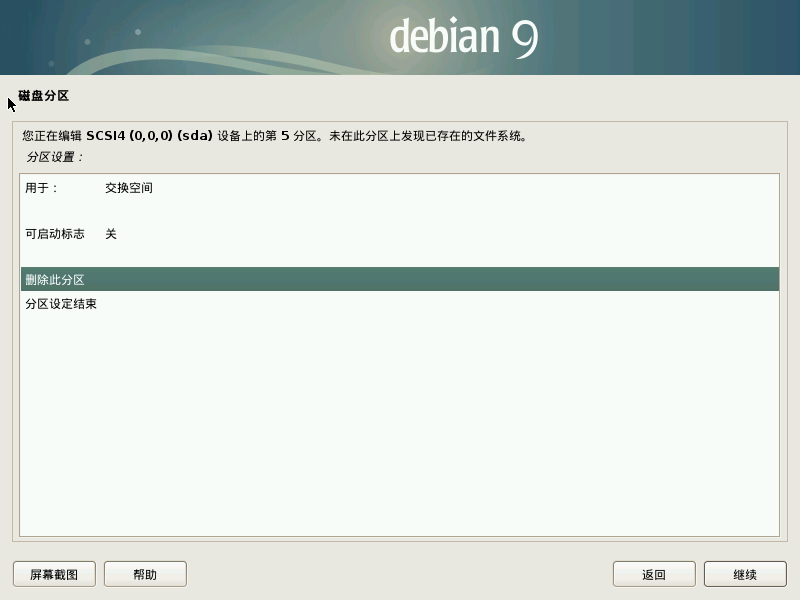 debian 9
磁盘分区
您正在编辑 SCSI4 (0,0,0) (sda) 设备上的第 5 分区。未在此分区上发现已存在的文件系统。
分区设置：
用于： 交换空间
可启动标志 关
删除此分区
分区设定结束
屏幕截图 帮助 返回 继续